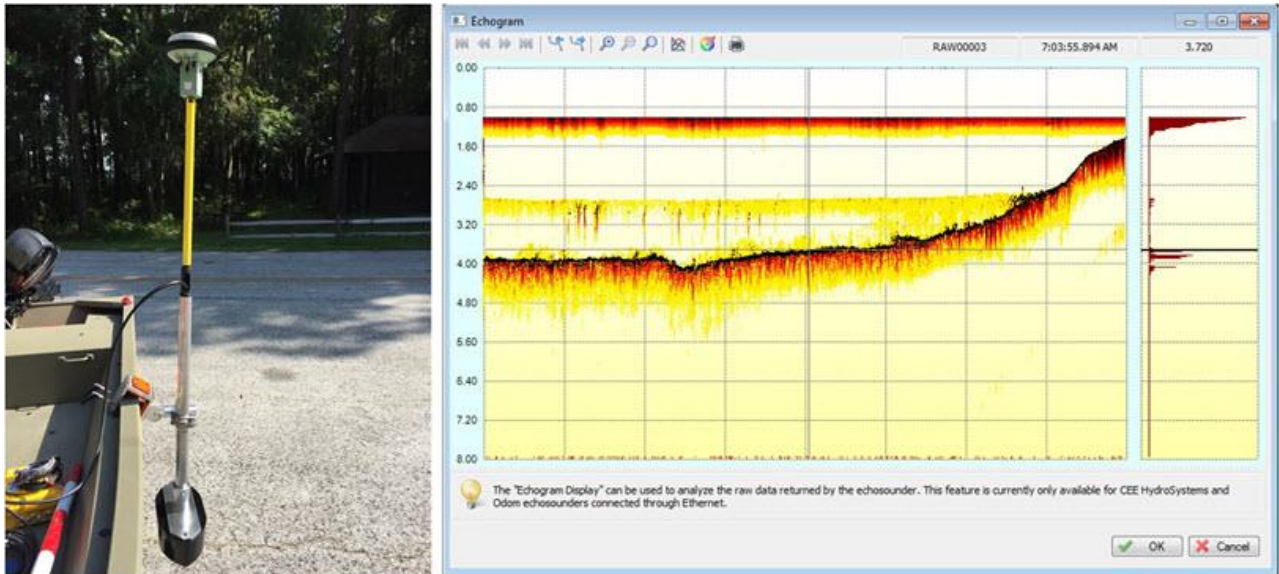 Echogram
RAW00003 7:03:55.894 AM 3.720
0.00
0.80
1.60
2.40
3.20
4.00
4.80
5.60
6.40
7.20
8.00
The "Echogram Display" can be used to analyze the raw data returned by the echosounder. This feature is currently only available for CEE HydroSystems and
Odom echosounders connected through Ethernet.
OK Cancel